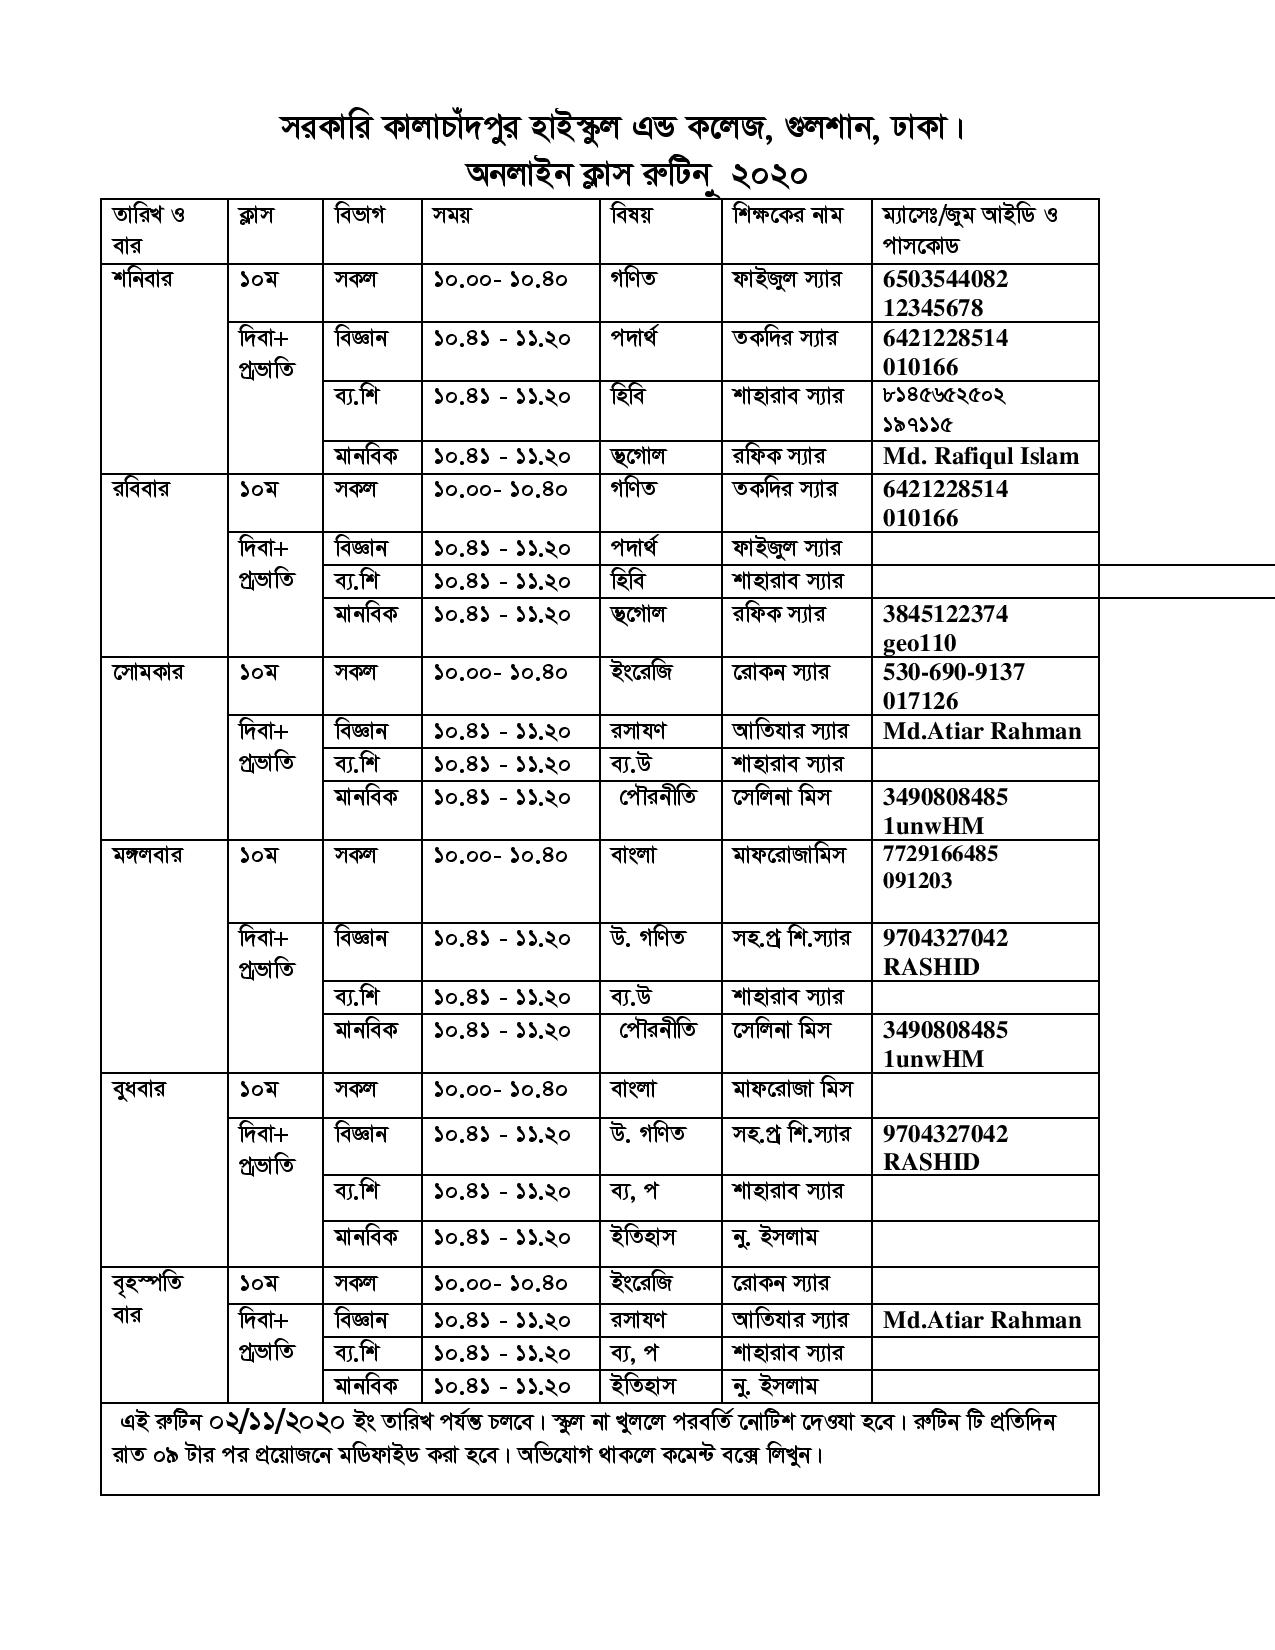 সরকারি কালাচাঁদপুর হাইস্কুল এন্ড কলেজ, গুলশান, ঢাকা।
অনলাইন ক্লাস রুটিনু ২০২০
তারিখ ও বার ক্লাস বিভাগ সময় বিষয় শিক্ষকের নাম ম্যাসেঃ/জুম আইডি ও পাসকোড
শনিবার ১০ম সকল ১০.০০- ১০.৪০ গণিত ফাইজুল স্যার 6503544082
12345678
দিবা+ বিজ্ঞান ১০.৪১ - ১১.২০ পদার্থ তকদির স্যার 6421228514
প্রভাতি 010166
ব্য.শি ১০.৪১ - ১১.২০ হিবি শাহারাব স্যার ৮১৪৫৬৫২৫০২
১৯৭১১৫
মানবিক ১০.৪১ - ১১.২০ ভূগোল রফিক স্যার Md. Rafiqul Islam
রবিবার ১০ম সকল ১০.০০- ১০.৪০ গণিত তকদির স্যার 6421228514
010166
দিবা+ বিজ্ঞান ১০.৪১ - ১১.২০ পদার্থ ফাইজুল স্যার
প্রভাতি ব্য.শি ১০.৪১ - ১১.২০ হিবি শাহারাব স্যার
মানবিক ১০.৪১ - ১১.২০ ভূগোল রফিক স্যার 3845122374
geo110
সোমকার ১০ম সকল ১০.০০- ১০.৪০ ইংরেজি রোকন স্যার 530-690-9137
017126
দিবা+ বিজ্ঞান ১০.৪১ - ১১.২০ রসাযণ আতিযার স্যার Md.Atiar Rahman
প্রভাতি ব্য.শি ১০.৪১ - ১১.২০ ব্য.উ শাহারাব স্যার
মানবিক ১০.৪১ - ১১.২০ পৌরনীতি সেলিনা মিস 3490808485
1unwHM
মঙ্গলবার ১০ম সকল ১০.০০- ১০.৪০ বাংলা মাফরোজামিস 7729166485
091203
দিবা+ বিজ্ঞান ১০.৪১ - ১১.২০ উ. গণিত সহ.প্র শি.স্যার 9704327042
প্রভাতি RASHID
ব্য.শি ১০.৪১ - ১১.২০ ব্য.উ শাহারাব স্যার
মানবিক ১০.৪১ - ১১.২০ পৌরনীতি সেলিনা মিস 3490808485
1unwHM
বুধবার ১০ম সকল ১০.০০- ১০.৪০ বাংলা মাফরোজা মিস
দিবা+ বিজ্ঞান ১০.৪১ - ১১.২০ উ. গণিত সহ.প্র শি.স্যার 9704327042
প্রভাতি RASHID
ব্য.শি ১০.৪১ - ১১.২০ ব্য, প শাহারাব স্যার
মানবিক ১০.৪১ - ১১.২০ ইতিহাস নু. ইসলাম
বৃহস্পতি ১০ম সকল ১০.০০- ১০.৪০ ইংরেজি রোকন স্যার
বার দিবা+ বিজ্ঞান ১০.৪১ - ১১.২০ রসাযণ আতিযার স্যার Md.Atiar Rahman
প্রভাতি ব্য.শি ১০.৪১ - ১১.২০ ব্য, প শাহারাব স্যার
মানবিক ১০.৪১ - ১১.২০ ইতিহাস নু. ইসলাম
এই রুটিন ০২/১১/২০২০ ইং তারিখ পর্যন্ত চলবে। স্কুল না খুললে পরবর্তি নোটিশ দেওযা হবে। রুটিন টি প্রতিদিন
রাত ০৯ টার পর প্রয়োজনে মডিফাইড করা হবে। অভিযোগ থাকলে কমেন্ট বক্সে লিখুন।